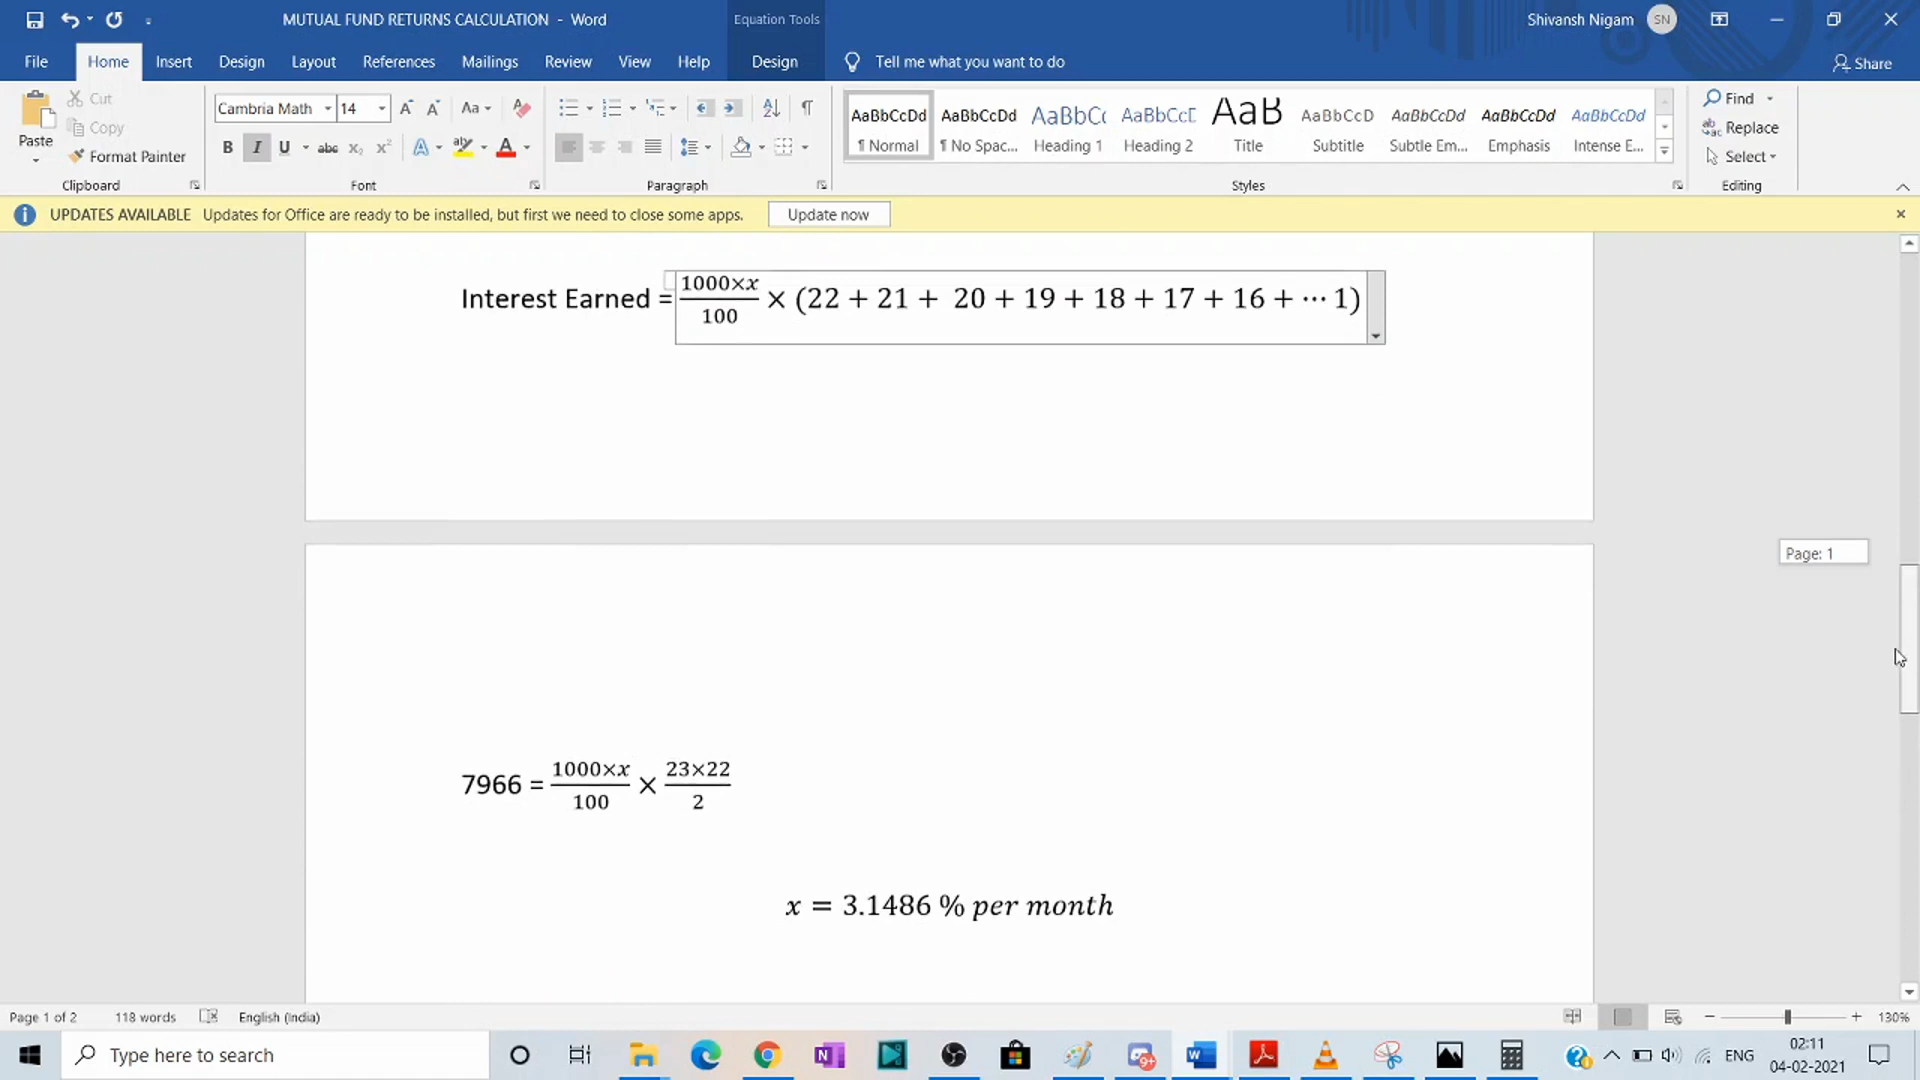 MUTUAL FUND RETURNS CALCULATION - Word
Equation Tools
Shivansh Nigam SN
File Home Insert Design Layout References Mailings Review View Help Design Tell me what you want to do Share
Paste
Cut
Copy
Format Painter
Clipboard
Cambria Math 14 Aa
B I U abc x₂ x² A A
Font
Paragraph
AaBbCcDd AaBbCcDd AaBbCc AaBbCcD AaB AaBbCcD AaBbCcDd AaBbCcDd AaBbCcDd
¶ Normal ¶ No Spac... Heading 1 Heading 2 Title Subtitle Subtle Em... Emphasis Intense E...
Styles
Find
Replace
Select
Editing
UPDATES AVAILABLE Updates for Office are ready to be installed, but first we need to close some apps. Update now
Interest Earned = 1000×x/100 × (22 + 21 + 20 + 19 + 18 + 17 + 16 + ⋯ 1)
Page: 1
7966 = 1000×x/100 × 23×22/2
x = 3.1486 % per month
Page 1 of 2 118 words English (India) 130%
Type here to search
ENG
02:11
04-02-2021